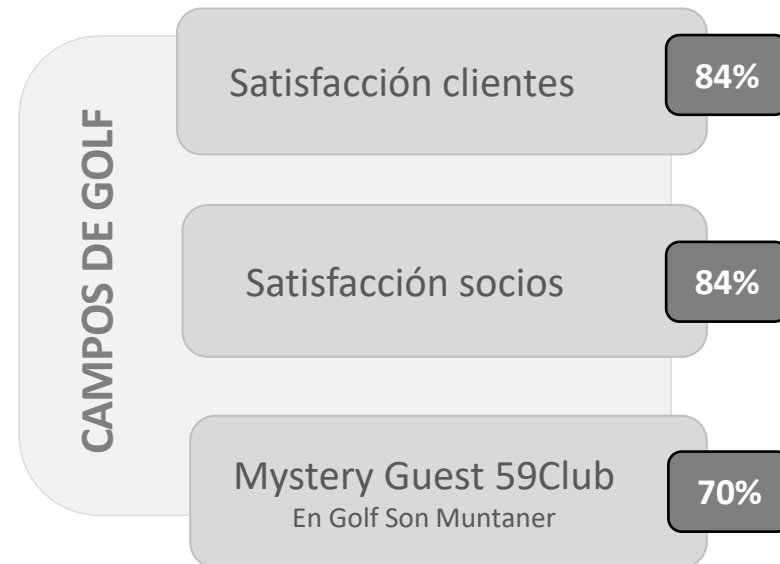 CAMPOS DE GOLF
Satisfacción clientes
84%
Satisfacción socios
84%
Mystery Guest 59Club
En Golf Son Muntaner
70%